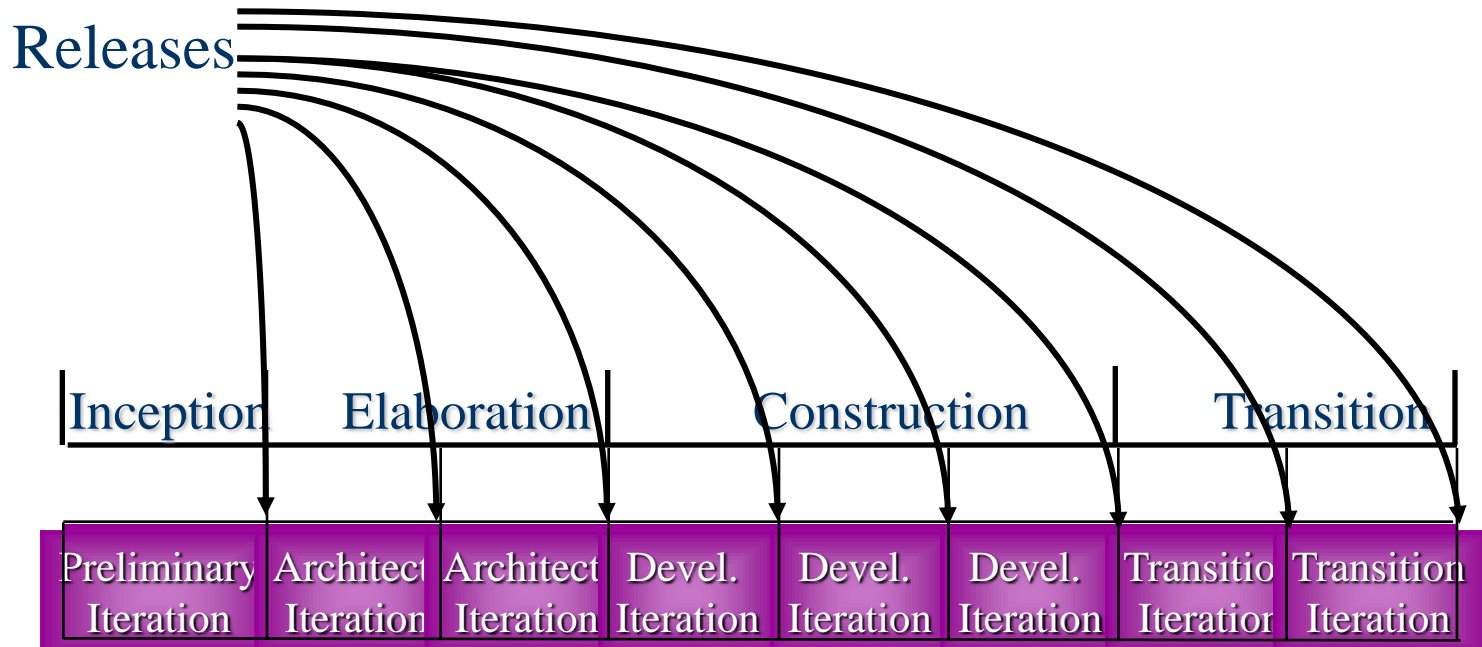 Releases
Inception Elaboration Construction Transition
Preliminary Architect Architect Devel. Devel. Devel. Transitio Transition
Iteration Iteration Iteration Iteration Iteration Iteration Iteration Iteration